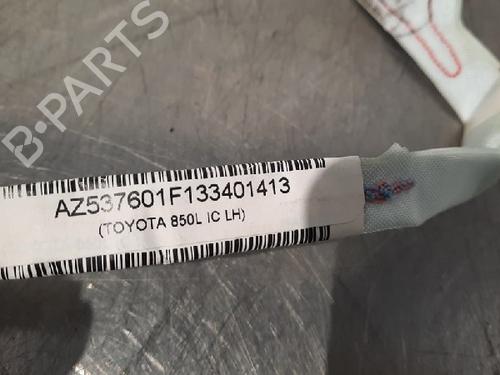 B-PARTS
AZ537601F133401413
(TOYOTA 850L IC LH)